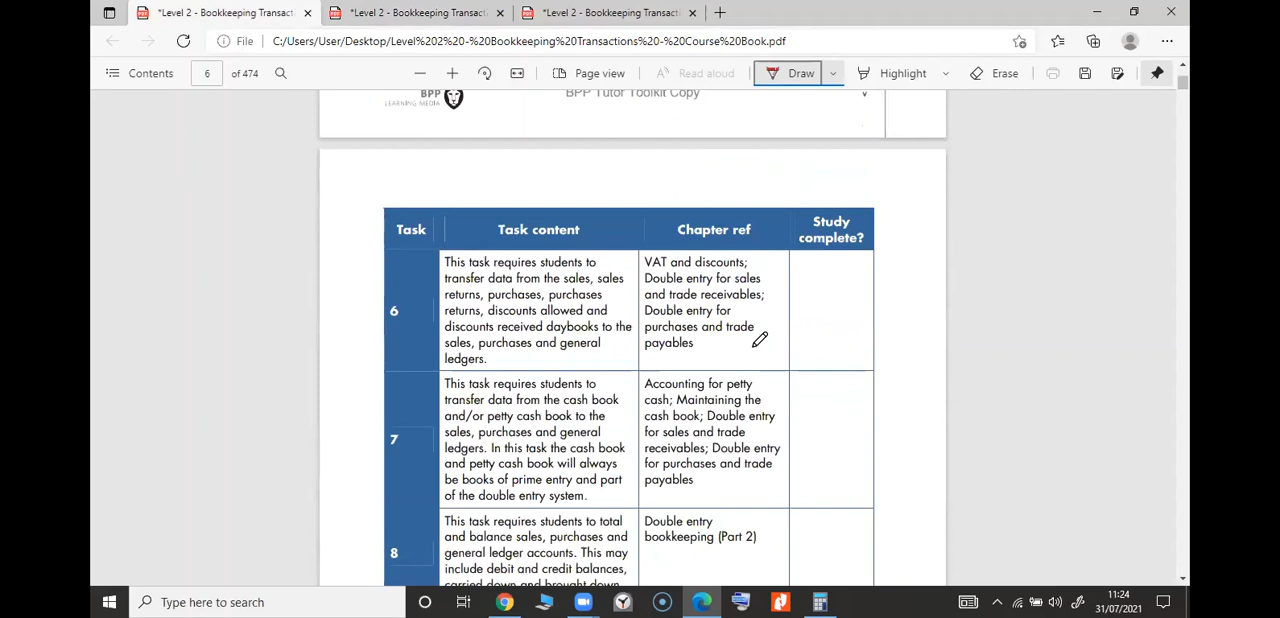 *Level 2 - Bookkeeping Transacti
*Level 2 - Bookkeeping Transacti
*Level 2 - Bookkeeping Transacti
File
C:/Users/User/Desktop/Level%202%20-%20Bookkeeping%20Transactions%20-%20Course%20Book.pdf
Contents
6
of 474
Page view
Read aloud
Draw
Highlight
Erase
BPP
LEARNING MEDIA
BPP Tutor Toolkit Copy
v
Task
Task content
Chapter ref
Study
complete?
6
This task requires students to
transfer data from the sales, sales
returns, purchases, purchases
returns, discounts allowed and
discounts received daybooks to the
sales, purchases and general
ledgers.
VAT and discounts;
Double entry for sales
and trade receivables;
Double entry for
purchases and trade
payables
7
This task requires students to
transfer data from the cash book
and/or petty cash book to the
sales, purchases and general
ledgers. In this task the cash book
and petty cash book will always
be books of prime entry and part
of the double entry system.
Accounting for petty
cash; Maintaining the
cash book; Double entry
for sales and trade
receivables; Double entry
for purchases and trade
payables
8
This task requires students to total
and balance sales, purchases and
general ledger accounts. This may
include debit and credit balances,
carried down and brought down
Double entry
bookkeeping (Part 2)
Type here to search
11:24
31/07/2021